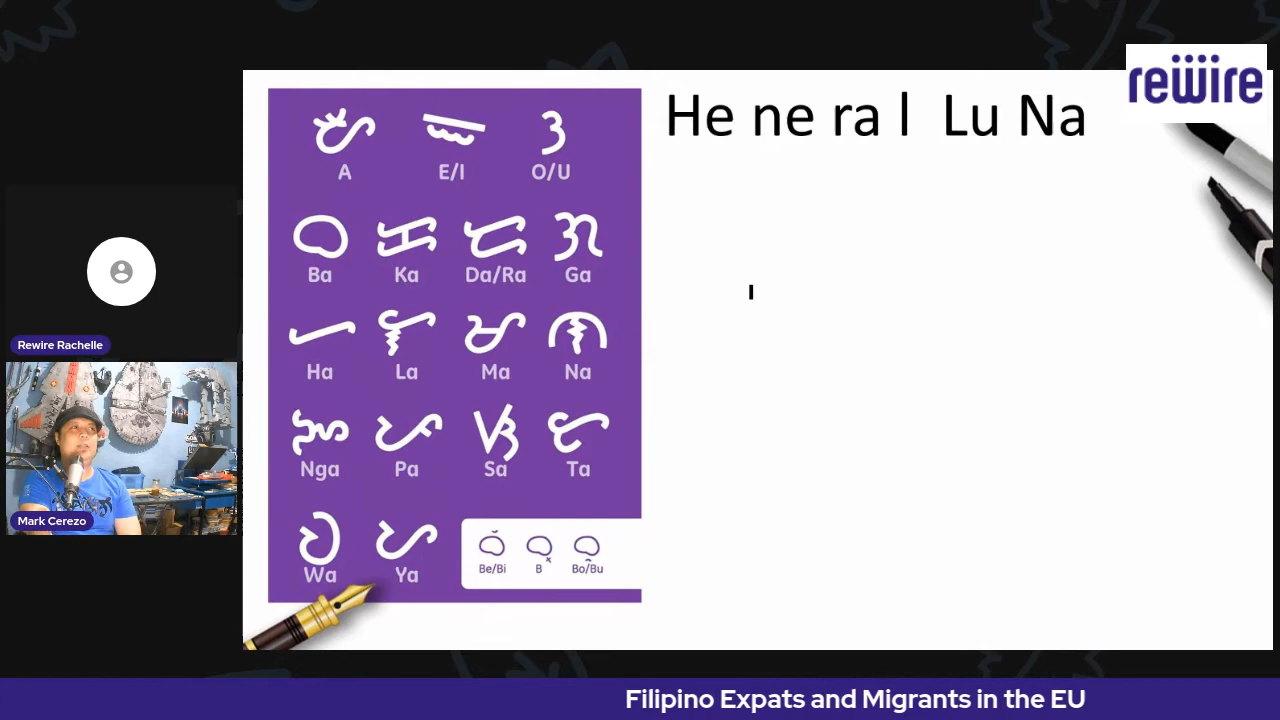 rewire
He ne ra l Lu Na
ᜀ ᜁ ᜂ
A E/I O/U
ᜊ ᜃ ᜇ ᜄ
Ba Ka Da/Ra Ga
ᜑ ᜎ ᜋ ᜈ
Ha La Ma Na
ᜅ ᜉ ᜐ ᜆ
Nga Pa Sa Ta
ᜏ ᜌ
Wa Ya
ᜊᜒ ᜊ᜔ ᜊᜓ
Be/Bi B Bo/Bu
Rewire Rachelle
Mark Cerezo
Filipino Expats and Migrants in the EU